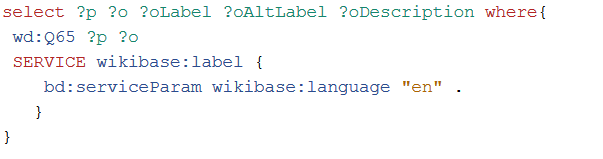 select ?p ?o ?oLabel ?oAltLabel ?oDescription where{
wd:Q65 ?p ?o
SERVICE wikibase:label {
bd:serviceParam wikibase:language "en" .
}
}